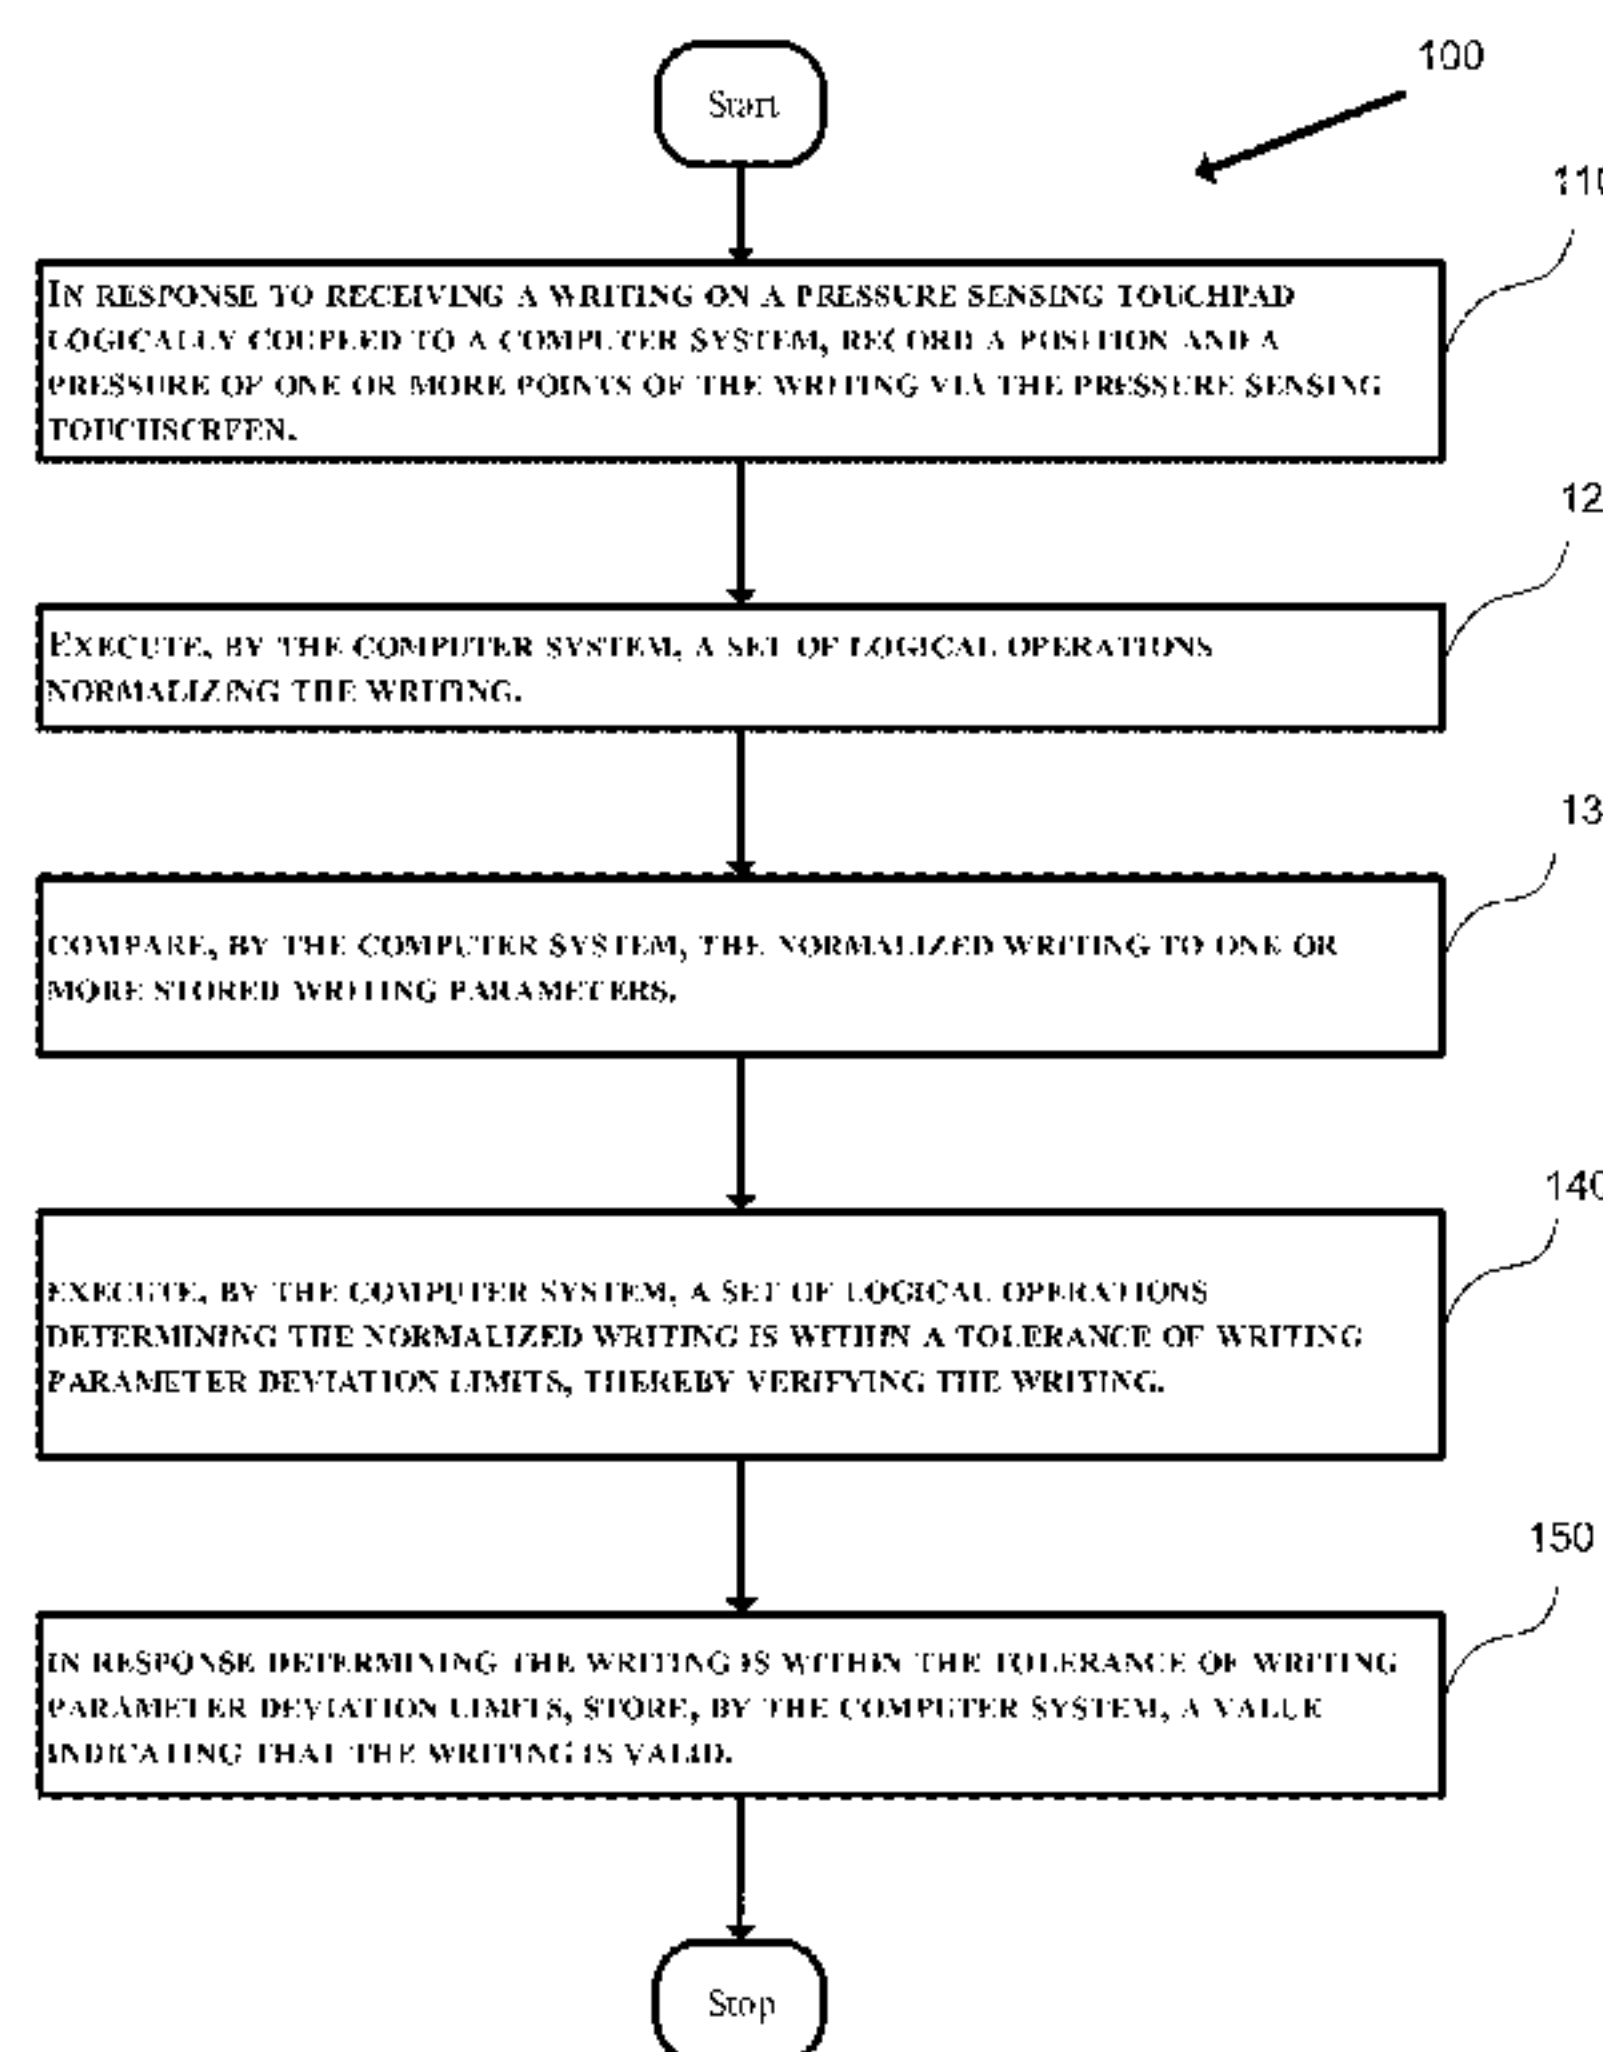 Start
100
110
IN RESPONSE TO RECEIVING A WRITING ON A PRESSURE SENSING TOUCHPAD
LOGICALLY COUPLED TO A COMPUTER SYSTEM, RECORD A POSITION AND A
PRESSURE OF ONE OR MORE POINTS OF THE WRITING VIA THE PRESSURE SENSING
TOUCHSCREEN.
12
EXECUTE, BY THE COMPUTER SYSTEM, A SET OF LOGICAL OPERATIONS
NORMALIZING THE WRITING.
13
COMPARE, BY THE COMPUTER SYSTEM, THE NORMALIZED WRITING TO ONE OR
MORE STORED WRITING PARAMETERS.
140
EXECUTE, BY THE COMPUTER SYSTEM, A SET OF LOGICAL OPERATIONS
DETERMINING THE NORMALIZED WRITING IS WITHIN A TOLERANCE OF WRITING
PARAMETER DEVIATION LIMITS, THEREBY VERIFYING THE WRITING.
150
IN RESPONSE DETERMINING THE WRITING IS WITHIN THE TOLERANCE OF WRITING
PARAMETER DEVIATION LIMITS, STORE, BY THE COMPUTER SYSTEM, A VALUE
INDICATING THAT THE WRITING IS VALID.
Stop